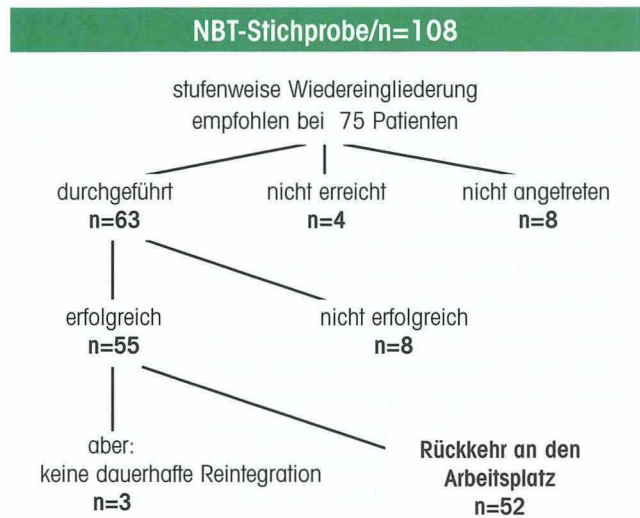 NBT-Stichprobe/n=108
stufenweise Wiedereingliederung
empfohlen bei 75 Patienten
durchgeführt
n=63
nicht erreicht
n=4
nicht angetreten
n=8
erfolgreich
n=55
nicht erfolgreich
n=8
aber:
keine dauerhafte Reintegration
n=3
Rückkehr an den
Arbeitsplatz
n=52